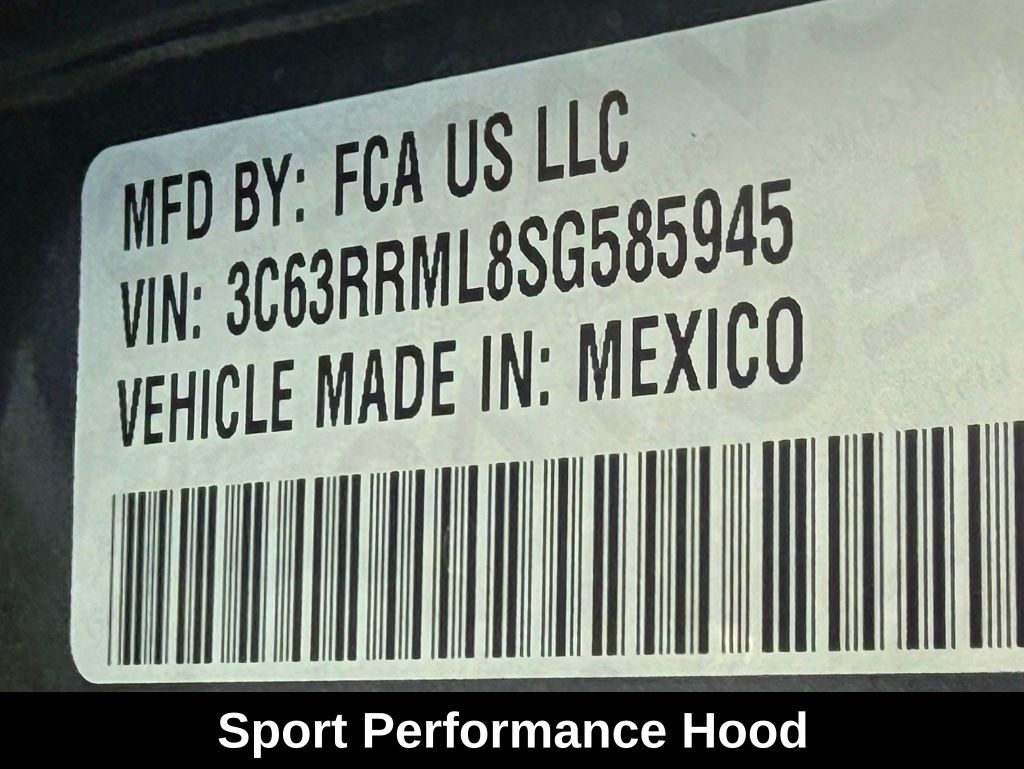 MFD BY: FCA US LLC
VIN: 3C63RRML8SG585945
VEHICLE MADE IN: MEXICO
Sport Performance Hood